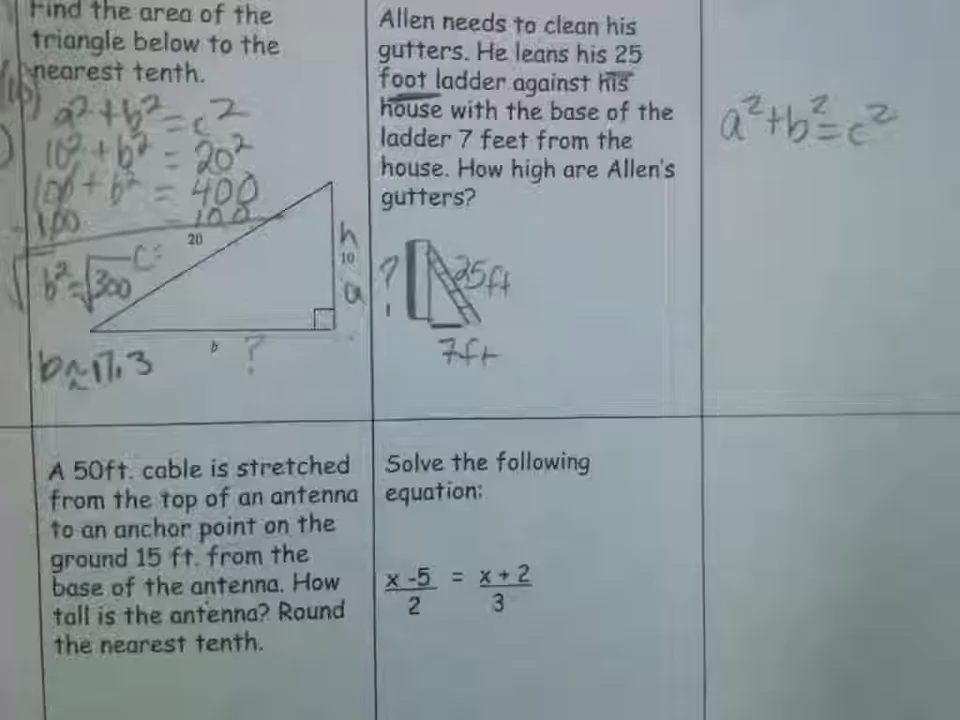 Find the area of the
triangle below to the
nearest tenth.
a² + b² = c²
10² + b² = 20²
100 + b² = 400
-100 -100
20
h
10
a
b² = √300
c
b
?
b ≈ 17.3
Allen needs to clean his
gutters. He leans his 25
foot ladder against his
house with the base of the
ladder 7 feet from the
house. How high are Allen's
gutters?
?
25ft
7ft
a² + b² = c²
A 50ft. cable is stretched
from the top of an antenna
to an anchor point on the
ground 15 ft. from the
base of the antenna. How
tall is the antenna? Round
the nearest tenth.
Solve the following
equation:
x -5 = x + 2
2 3